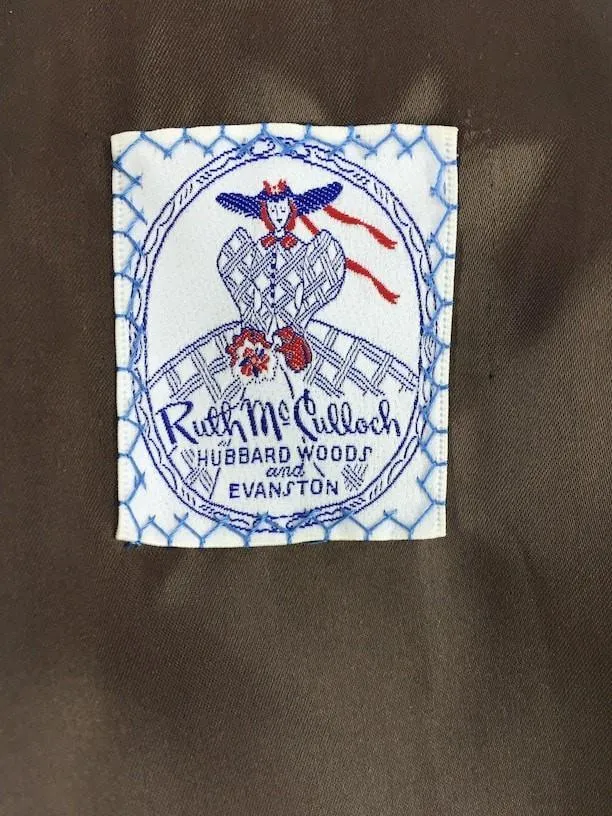 Ruth McCulloch
HUBBARD WOODS
and
EVANSTON